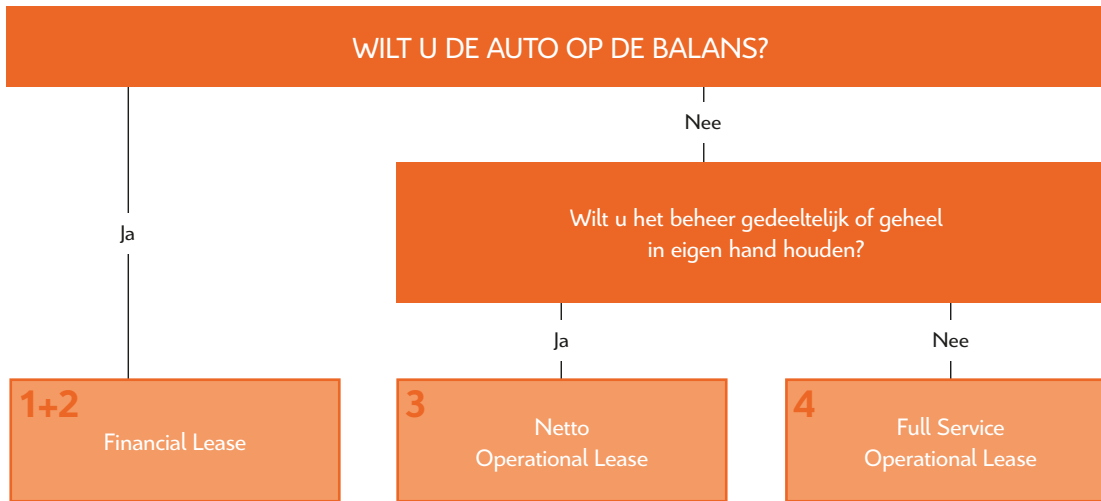 WILT U DE AUTO OP DE BALANS?
Nee
Wilt u het beheer gedeeltelijk of geheel
in eigen hand houden?
Ja
Ja
Nee
1+2
Financial Lease
3
Netto
Operational Lease
4
Full Service
Operational Lease